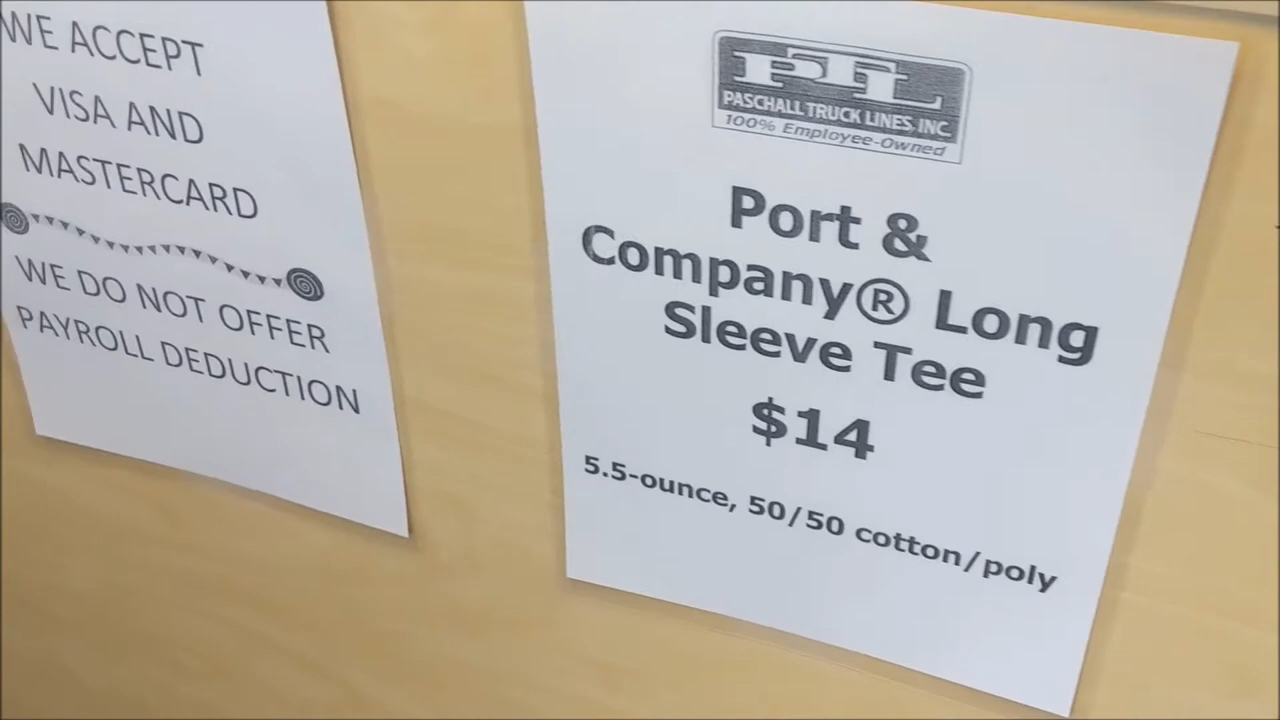 WE ACCEPT
VISA AND
MASTERCARD
WE DO NOT OFFER
PAYROLL DEDUCTION
PTL
PASCHALL TRUCK LINES, INC.
100% Employee-Owned
Port &
Company® Long
Sleeve Tee
$14
5.5-ounce, 50/50 cotton/poly